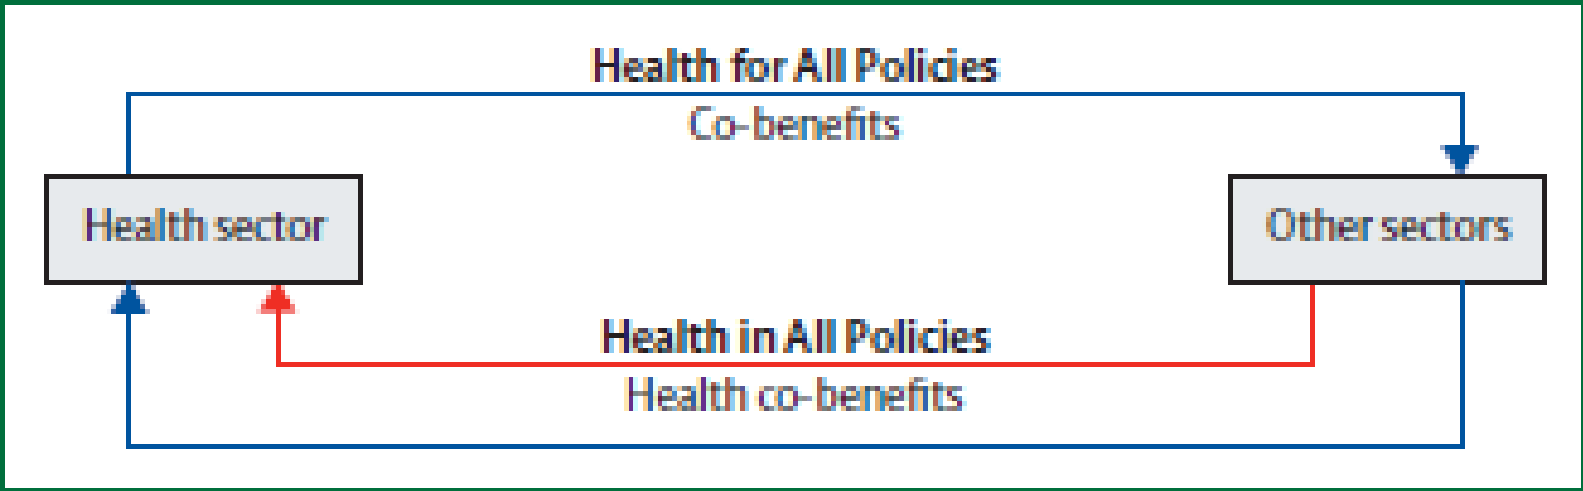 Health for All Policies
Co-benefits
Health sector
Other sectors
Health in All Policies
Health co-benefits